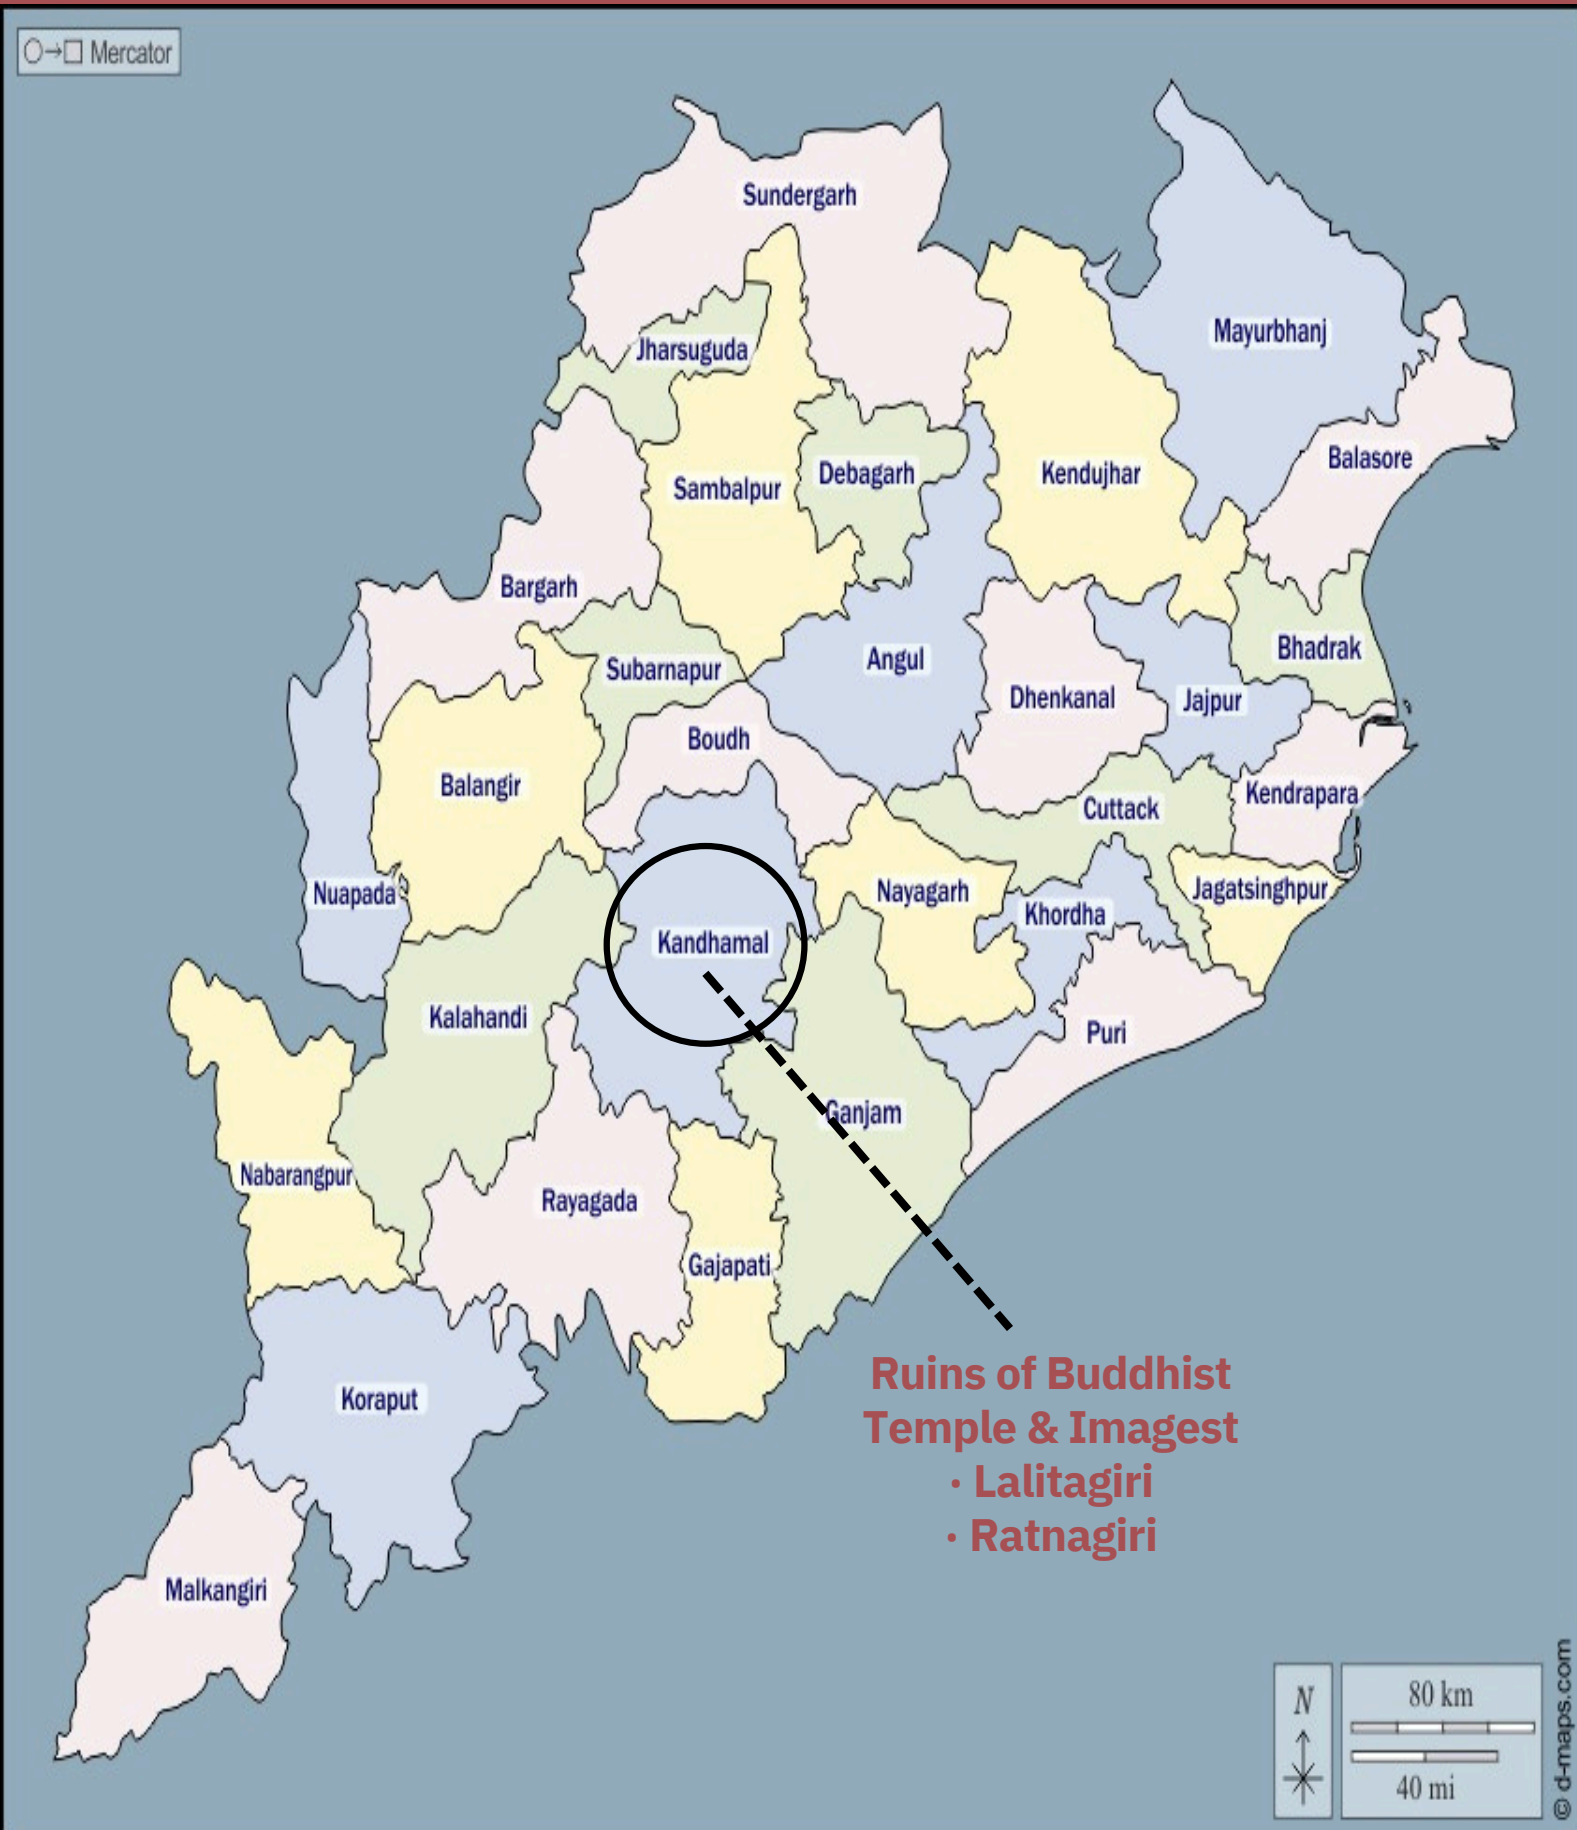 ○→□ Mercator
Sundergarh
Mayurbhanj
Jharsuguda
Balasore
Debagarh
Kendujhar
Sambalpur
Bargarh
Bhadrak
Angul
Subarnapur
Dhenkanal
Jajpur
Boudh
Balangir
Kendrapara
Cuttack
Nuapada
Nayagarh
Jagatsinghpur
Khordha
Kandhamal
Kalahandi
Puri
Ganjam
Nabarangpur
Rayagada
Gajapati
Koraput
Malkangiri
Ruins of Buddhist
Temple & Imagest
· Lalitagiri
· Ratnagiri
N
80 km
40 mi
© d-maps.com